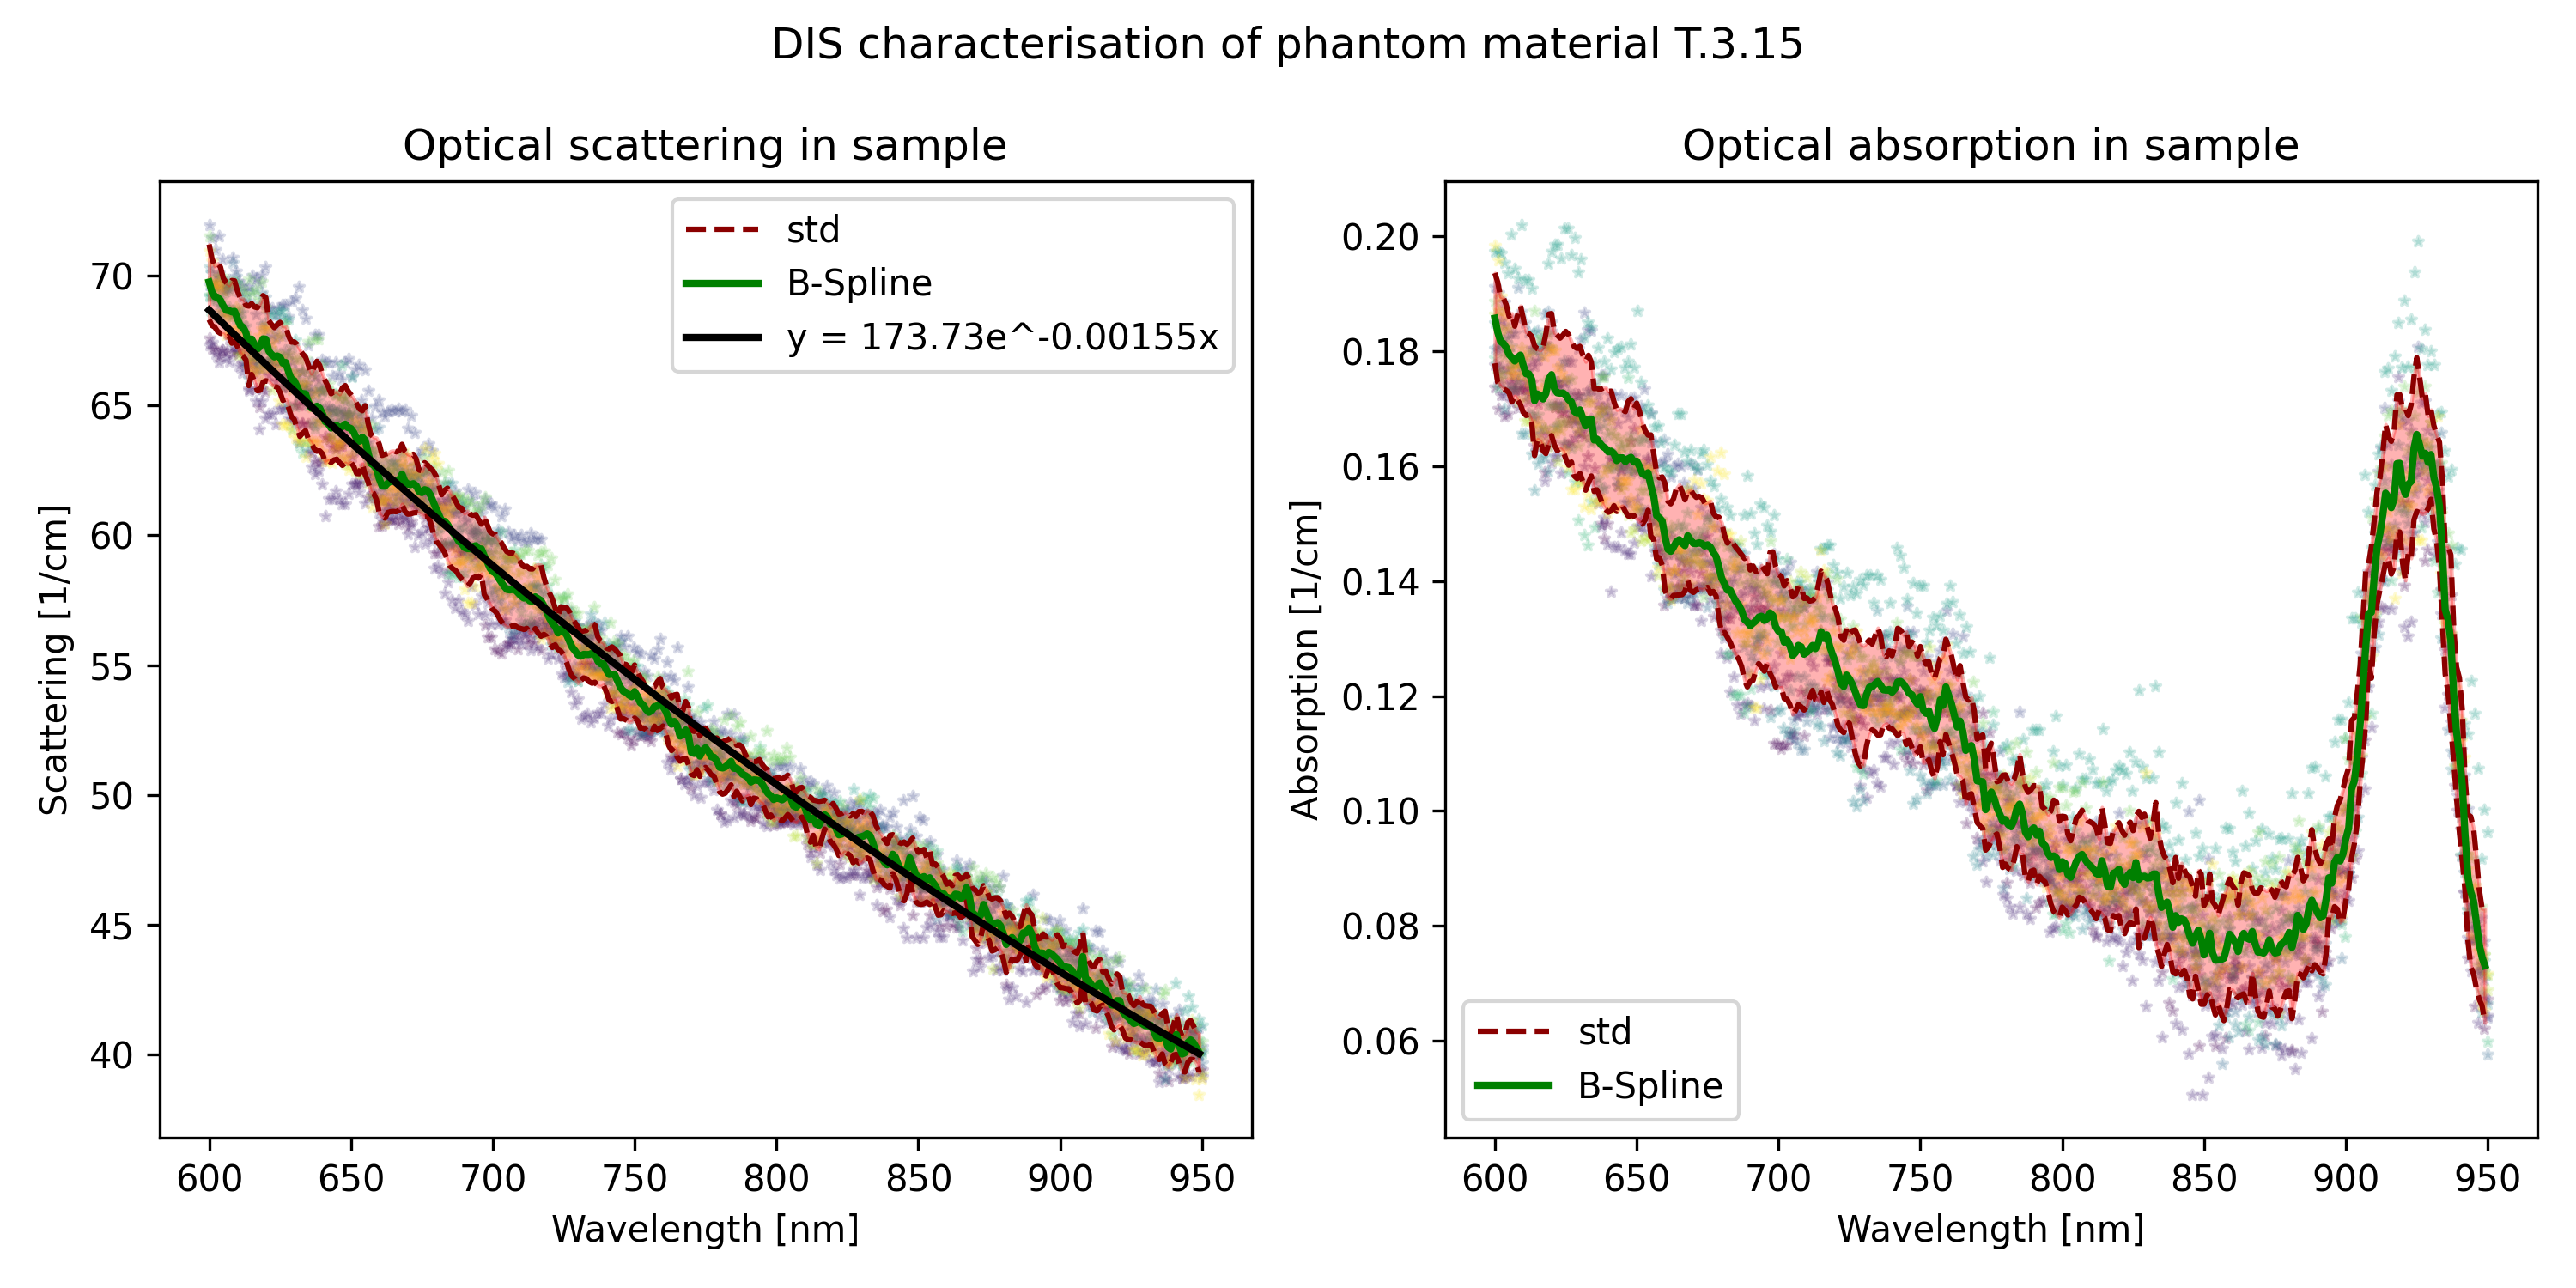 DIS characterisation of phantom material T.3.15
Optical scattering in sample
std
B-Spline
y = 173.73e^-0.00155x
Scattering [1/cm]
70
65
60
55
50
45
40
600 650 700 750 800 850 900 950
Wavelength [nm]
Optical absorption in sample
Absorption [1/cm]
0.20
0.18
0.16
0.14
0.12
0.10
0.08
0.06
std
B-Spline
600 650 700 750 800 850 900 950
Wavelength [nm]